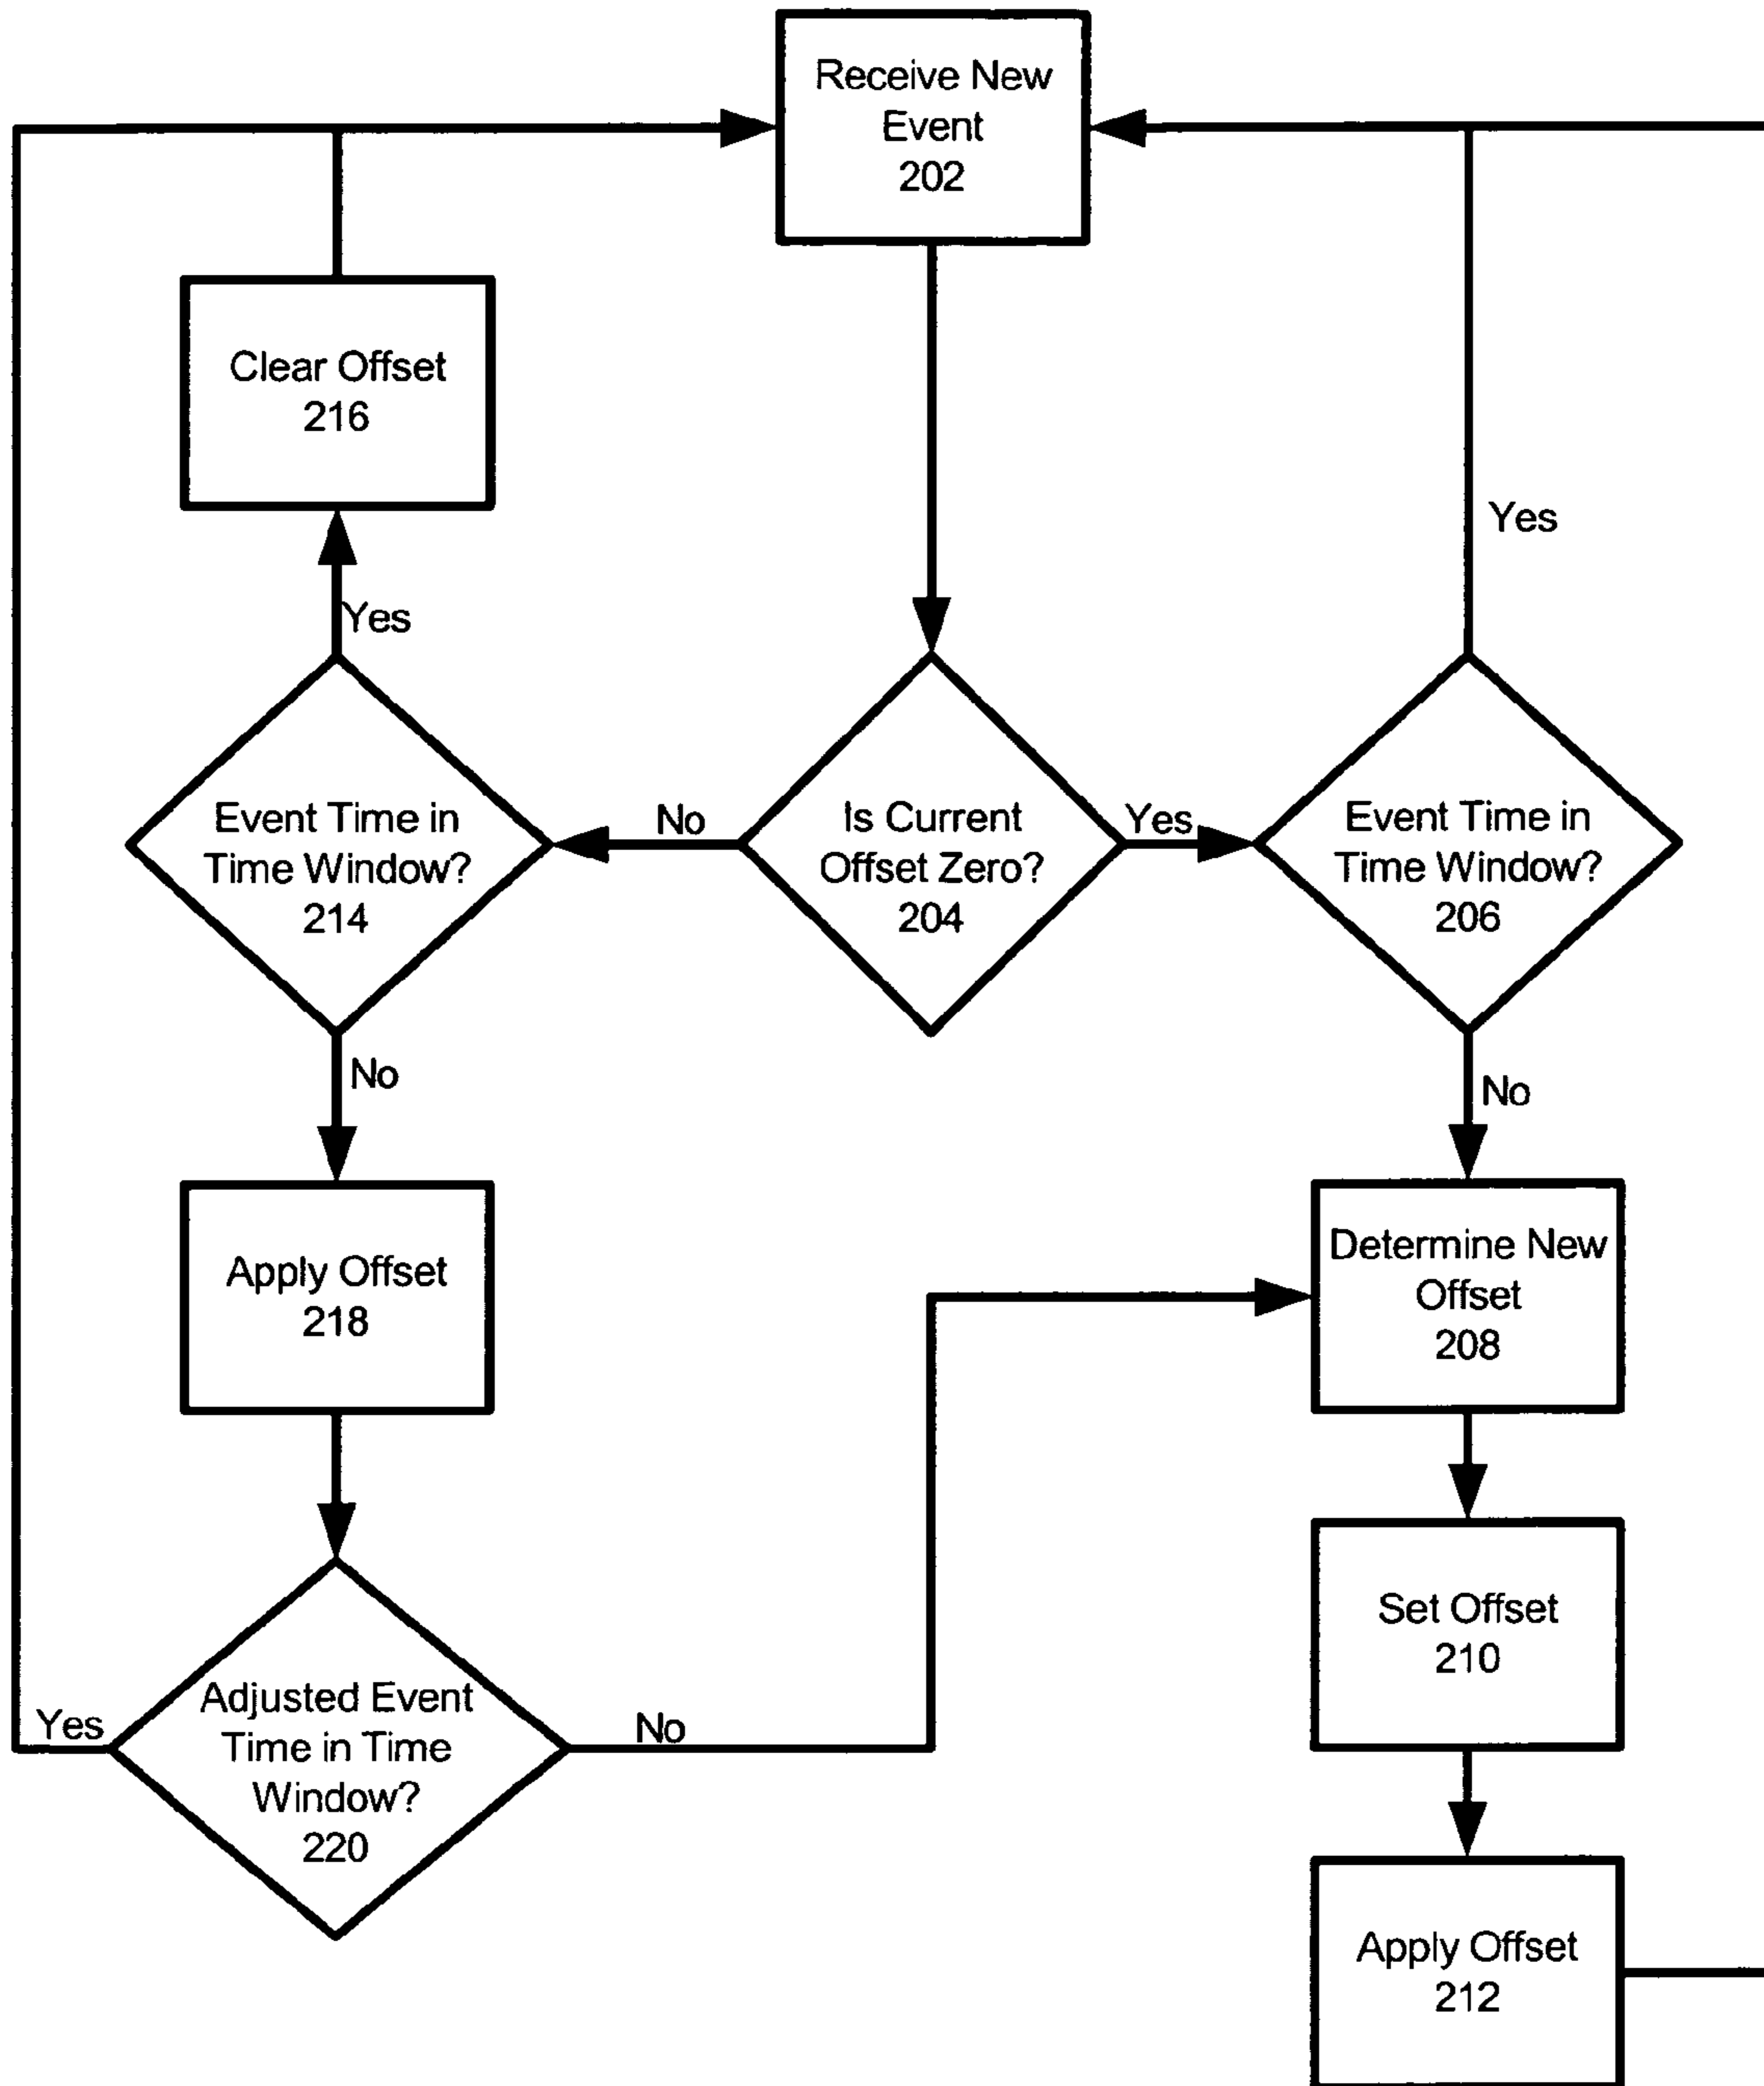 Receive New
Event
202
Clear Offset
216
Yes
Yes
Event Time in
Time Window?
214
No
Is Current
Offset Zero?
204
Yes
Event Time in
Time Window?
206
No
No
Apply Offset
218
Determine New
Offset
208
Set Offset
210
Adjusted Event
Time in Time
Window?
220
Yes
No
Apply Offset
212